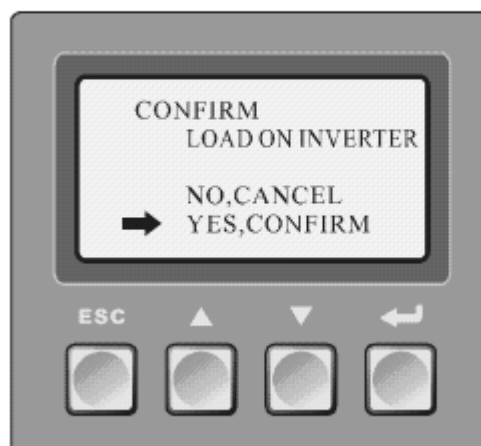 CONFIRM
LOAD ON INVERTER
NO,CANCEL
YES,CONFIRM
ESC